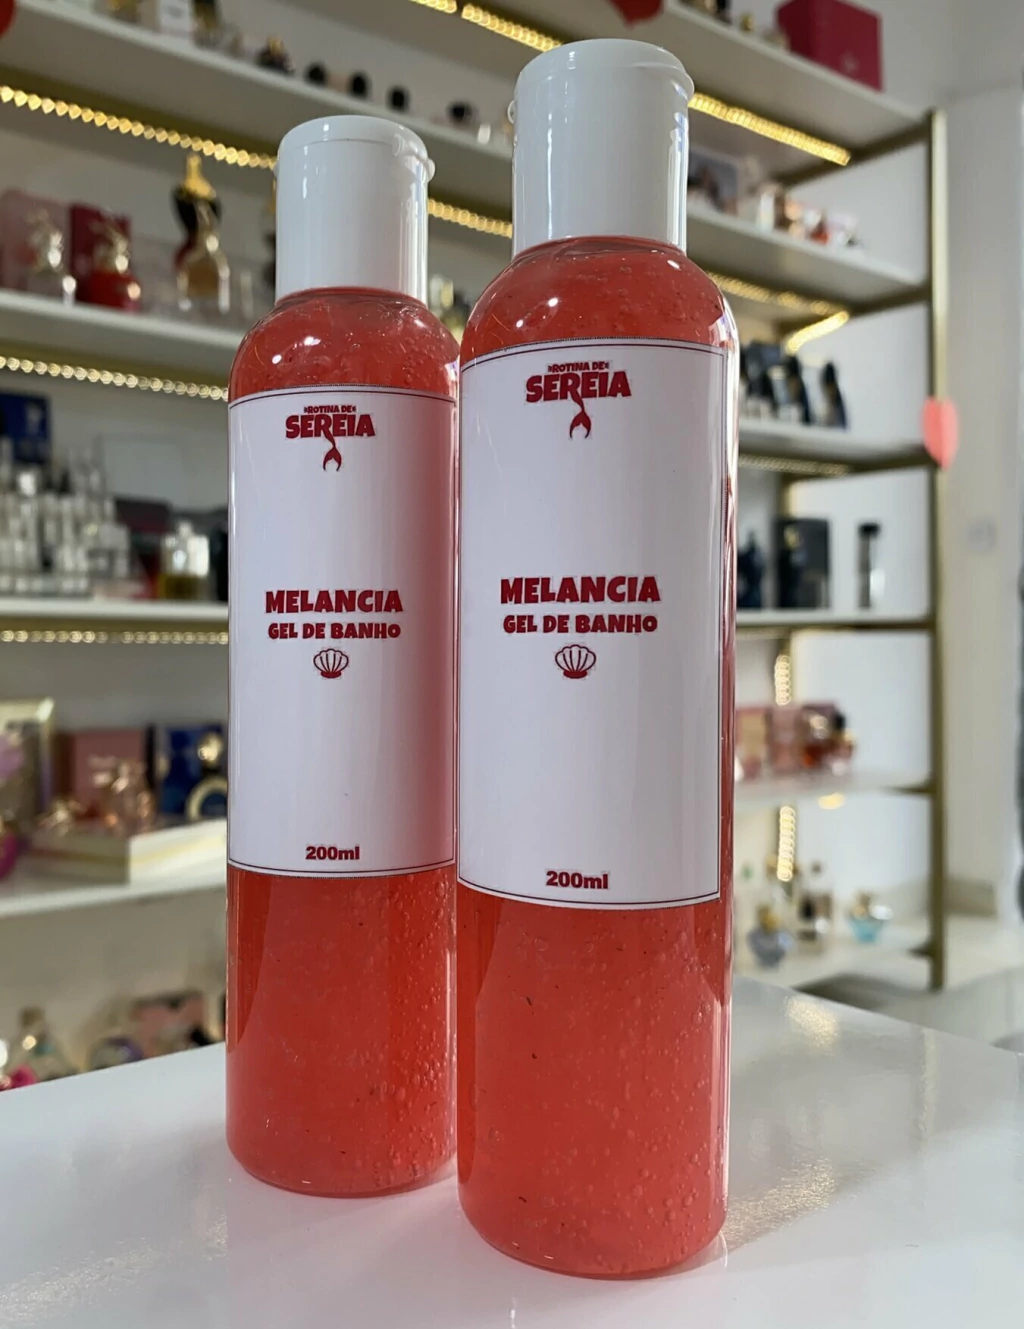 ROTINA DE
SEREIA
MELANCIA
GEL DE BANHO
200ml
ROTINA DE
SEREIA
MELANCIA
GEL DE BANHO
200ml